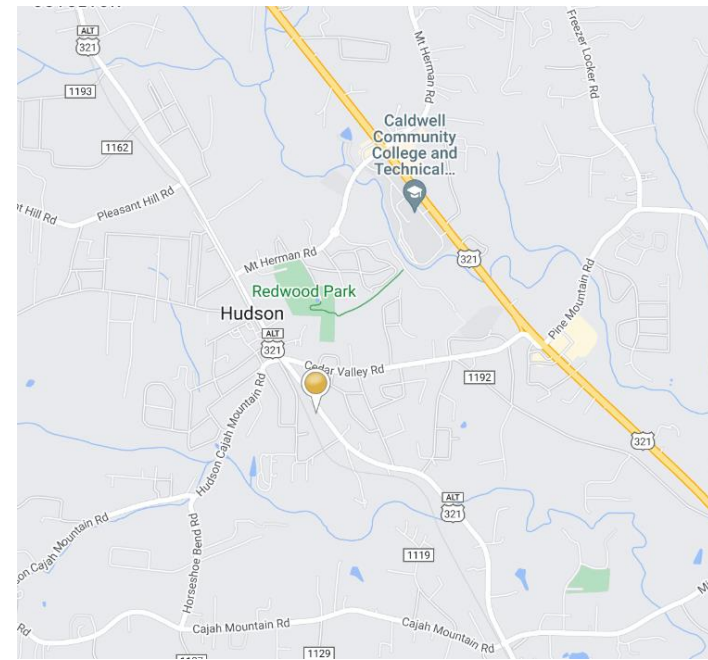 ALT
321
1193
Mt Herman Rd
Freezer Locker Rd
1162
Caldwell
Community
College and
Technical...
Pleasant Hill Rd
t Hill Rd
Mt Herman Rd
321
Redwood Park
Hudson
Pine Mountain Rd
ALT
321
Cedar Valley Rd
1192
Hudson Cajah Mountain Rd
321
ALT
321
son Cajah Mountain Rd
Horseshoe Bend Rd
1119
Rd
Cajah Mountain Rd
1129